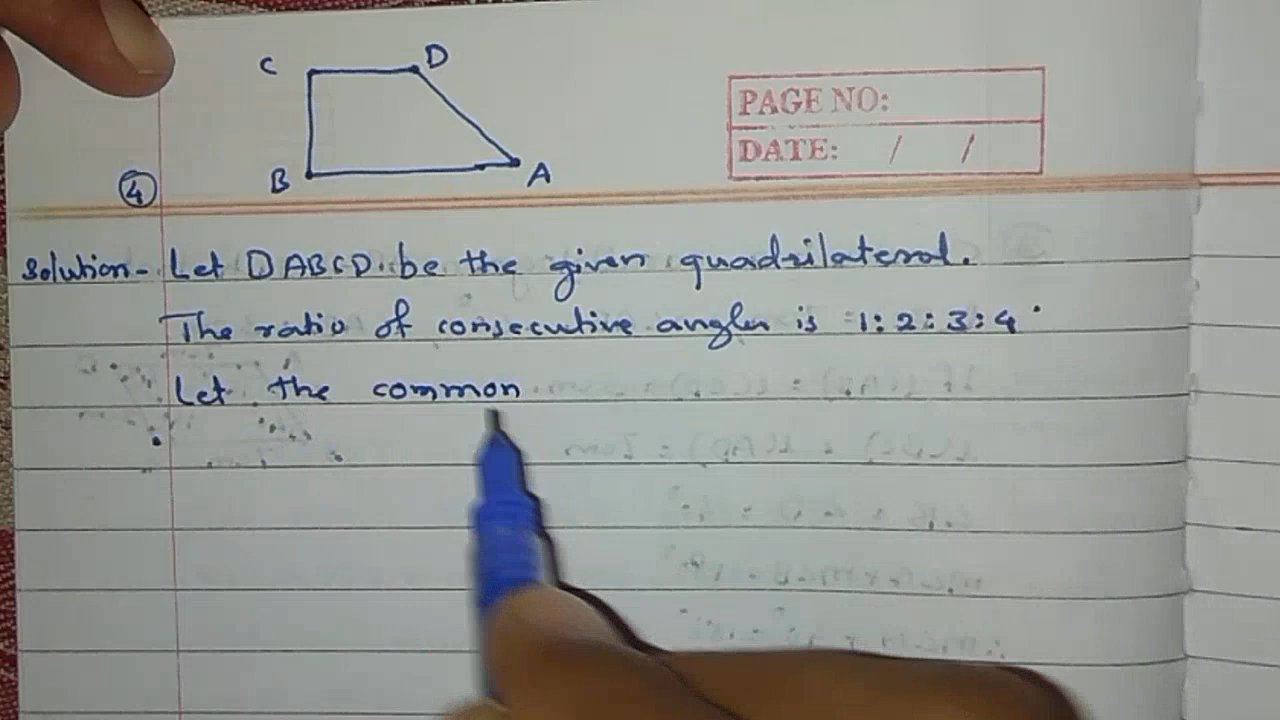 C D
PAGE NO:
DATE: / /
B A
④
Solution- Let DABCD be the given quadrilateral.
The ratio of consecutive angles is 1:2:3:4.
Let the common